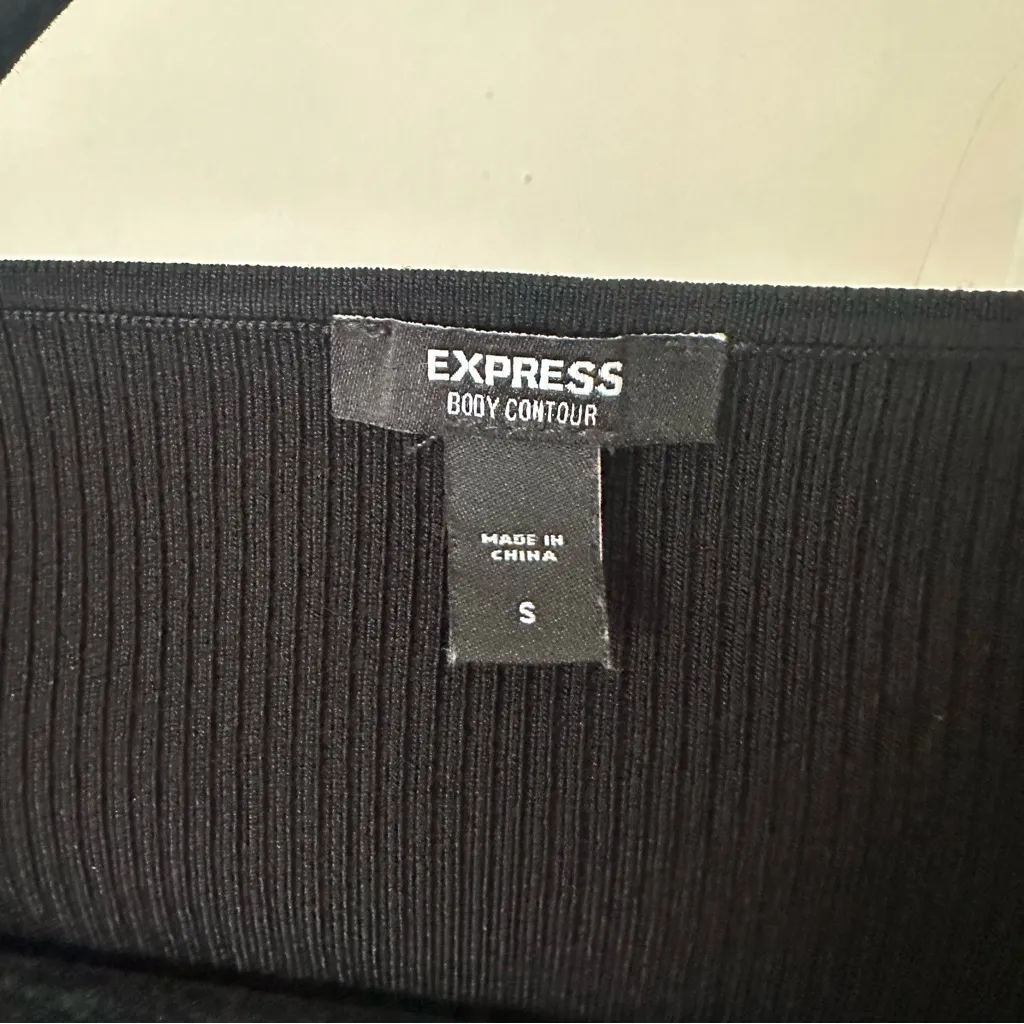 EXPRESS
BODY CONTOUR
MADE IN
CHINA
S